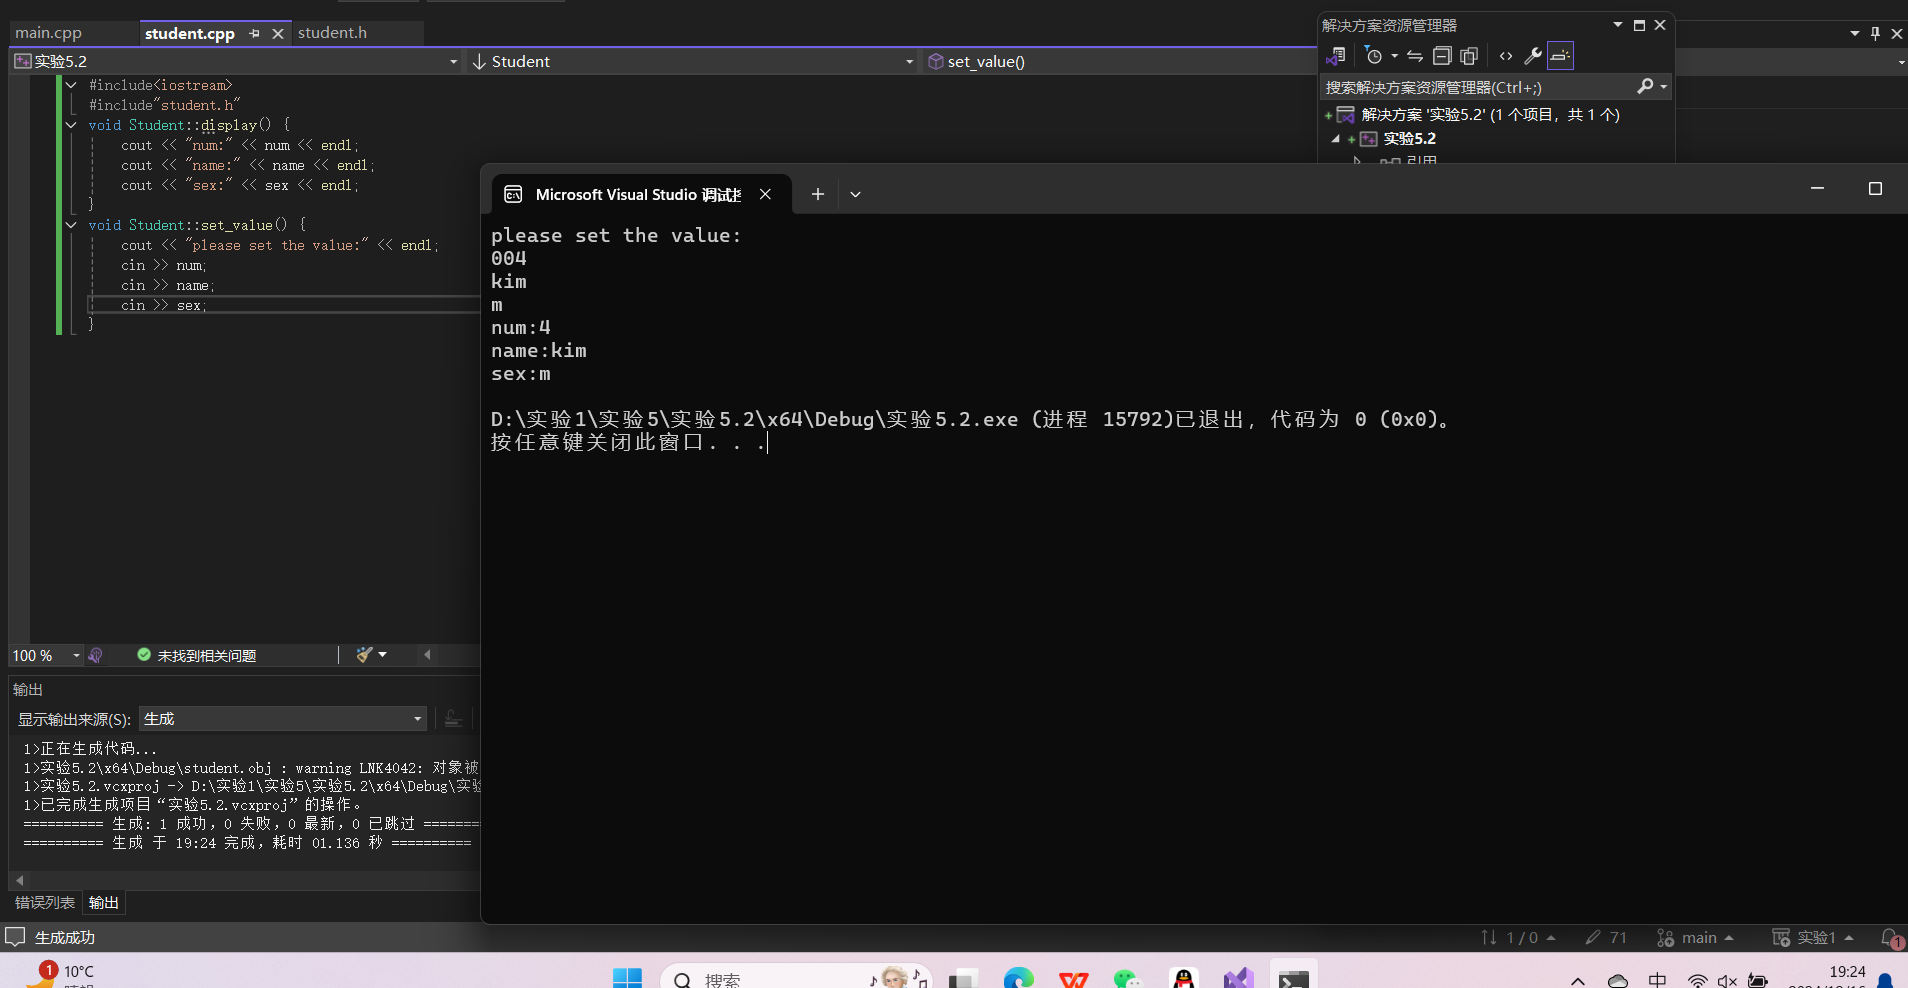 main.cpp
student.cpp
student.h
实验5.2
Student
set_value()
#include<iostream>
#include"student.h"
void Student::display() {
cout << "num:" << num << endl;
cout << "name:" << name << endl;
cout << "sex:" << sex << endl;
}
void Student::set_value() {
cout << "please set the value:" << endl;
cin >> num;
cin >> name;
cin >> sex;
}
100 %
未找到相关问题
输出
显示输出来源(S):
生成
1>正在生成代码...
1>实验5.2\x64\Debug\student.obj : warning LNK4042: 对象被
1>实验5.2.vcxproj -> D:\实验1\实验5\实验5.2\x64\Debug\实验
1>已完成生成项目“实验5.2.vcxproj”的操作。
========== 生成: 1 成功，0 失败，0 最新，0 已跳过 ========
========== 生成 于 19:24 完成，耗时 01.136 秒 ==========
错误列表
输出
生成成功
解决方案资源管理器
搜索解决方案资源管理器(Ctrl+;)
解决方案 '实验5.2' (1 个项目，共 1 个)
实验5.2
引用
Microsoft Visual Studio 调试控
please set the value:
004
kim
m
num:4
name:kim
sex:m
D:\实验1\实验5\实验5.2\x64\Debug\实验5.2.exe (进程 15792)已退出，代码为 0 (0x0)。
按任意键关闭此窗口. . .
1 / 0
71
main
实验1
1
1
10°C
搜索
中
19:24